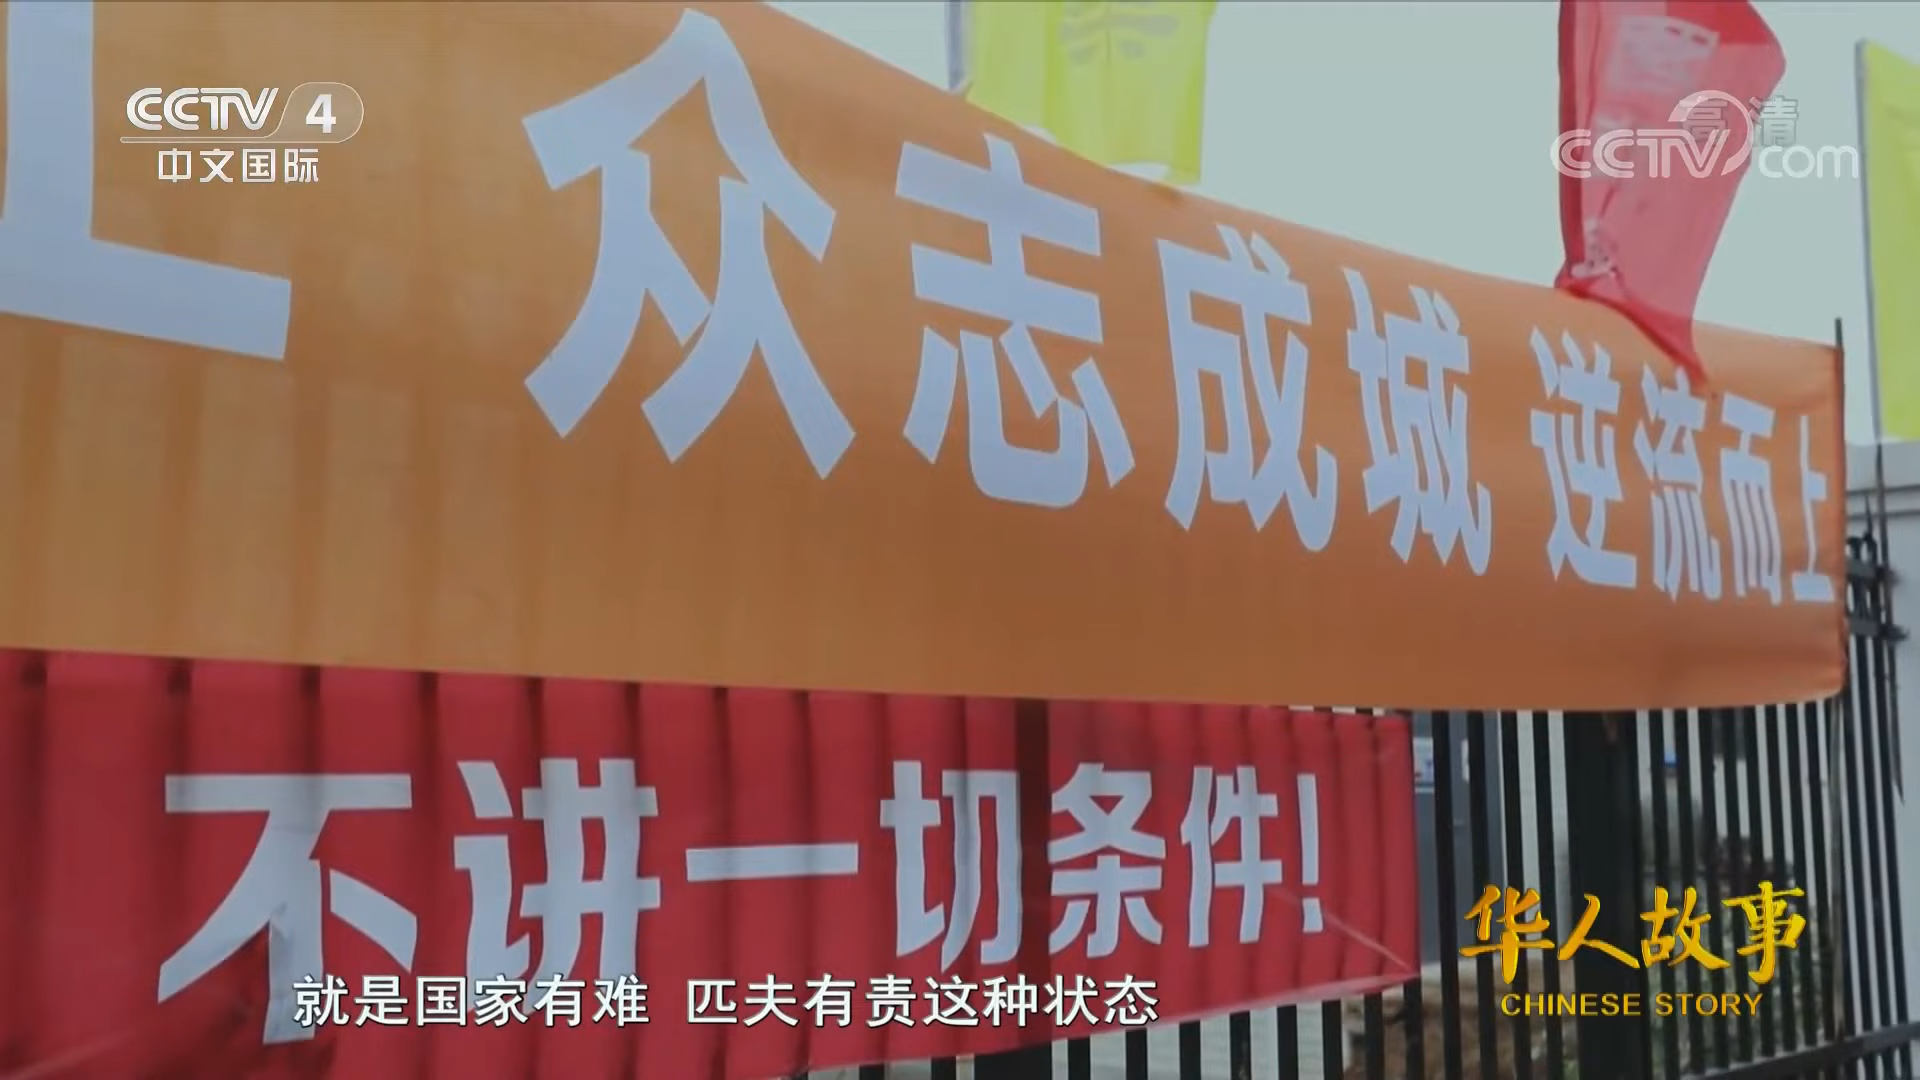 CCTV 4
中文国际
高清
CCTV.com
众志成城 逆流而上
不讲一切条件!
就是国家有难 匹夫有责这种状态
华人故事
CHINESE STORY